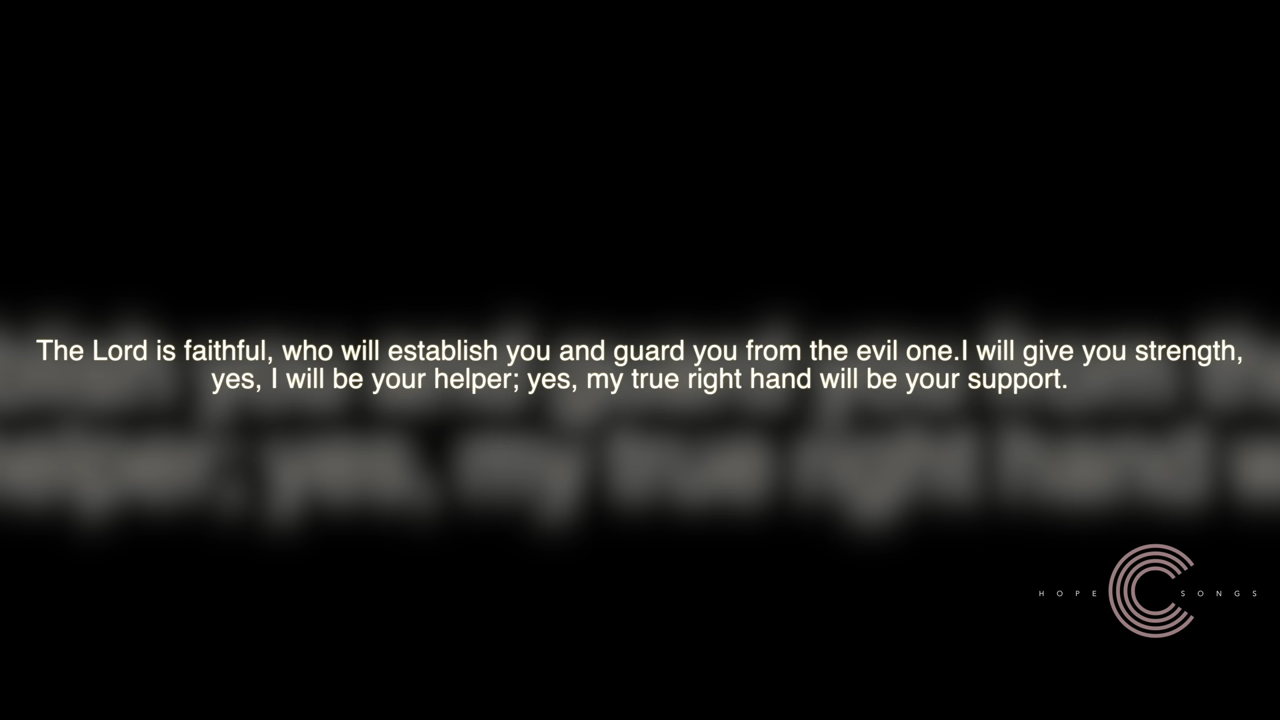 The Lord is faithful, who will establish you and guard you from the evil one.I will give you strength,
yes, I will be your helper; yes, my true right hand will be your support.
HOPE C SONGS